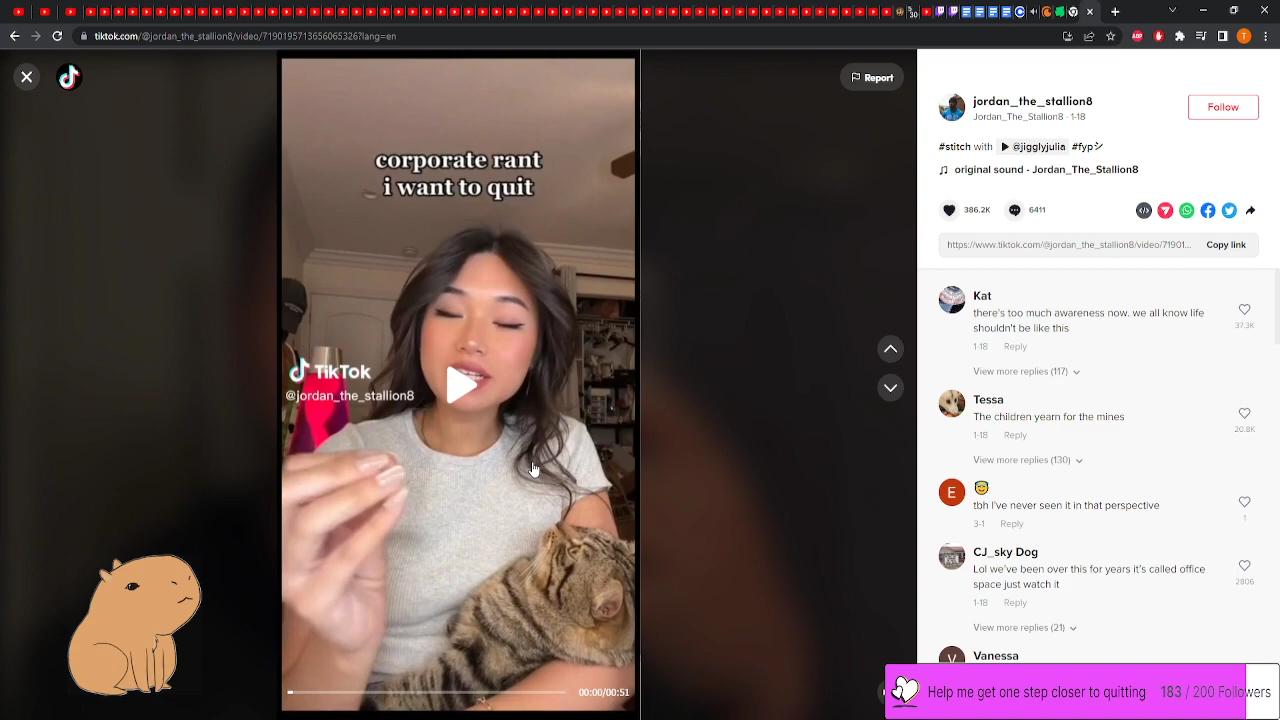 30
T
tiktok.com/@jordan_the_stallion8/video/7190195713656065326?lang=en
Report
corporate rant
i want to quit
TikTok
@jordan_the_stallion8
00:00/00:51
jordan_the_stallion8
Jordan_The_Stallion8 · 1-18
Follow
#stitch with ▶ @jigglyjulia #fypシ
♫ original sound - Jordan_The_Stallion8
386.2K
6411
https://www.tiktok.com/@jordan_the_stallion8/video/71901...
Copy link
Kat
there's too much awareness now. we all know life
shouldn't be like this
37.3K
1-18 Reply
View more replies (117)
Tessa
The children yearn for the mines
20.8K
1-18 Reply
View more replies (130)
E
😇
tbh I've never seen it in that perspective
1
3-1 Reply
CJ_sky Dog
Lol we've been over this for years it's called office
space just watch it
2806
1-18 Reply
View more replies (21)
V
Vanessa
Help me get one step closer to quitting 183 / 200 Followers